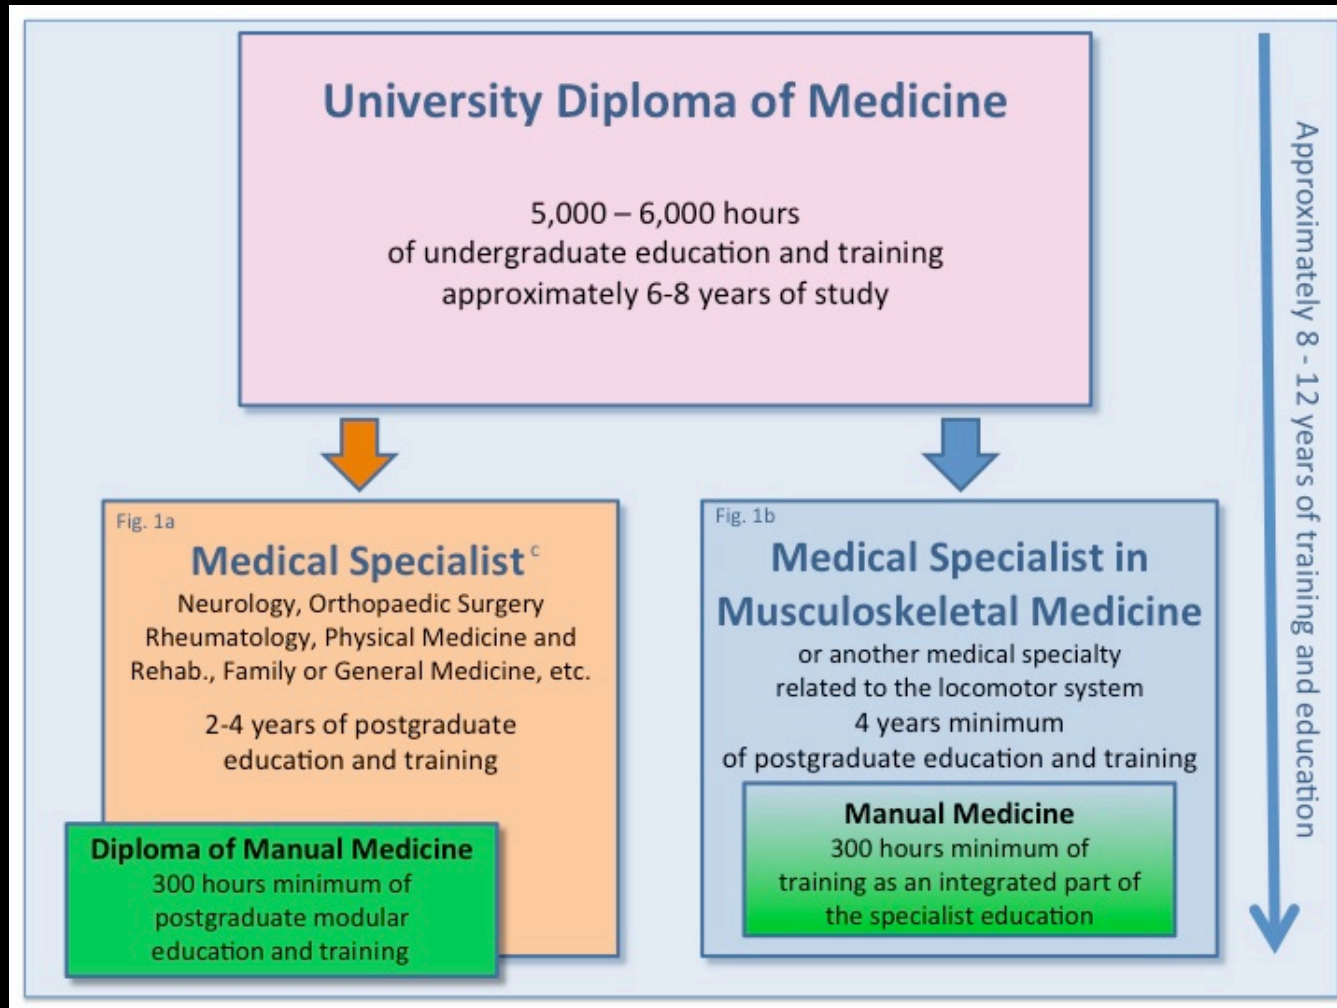 University Diploma of Medicine
5,000 – 6,000 hours
of undergraduate education and training
approximately 6-8 years of study
Approximately 8 - 12 years of training and education
Fig. 1a
Medical Specialist c
Neurology, Orthopaedic Surgery
Rheumatology, Physical Medicine and
Rehab., Family or General Medicine, etc.
2-4 years of postgraduate
education and training
Diploma of Manual Medicine
300 hours minimum of
postgraduate modular
education and training
Fig. 1b
Medical Specialist in
Musculoskeletal Medicine
or another medical specialty
related to the locomotor system
4 years minimum
of postgraduate education and training
Manual Medicine
300 hours minimum of
training as an integrated part of
the specialist education